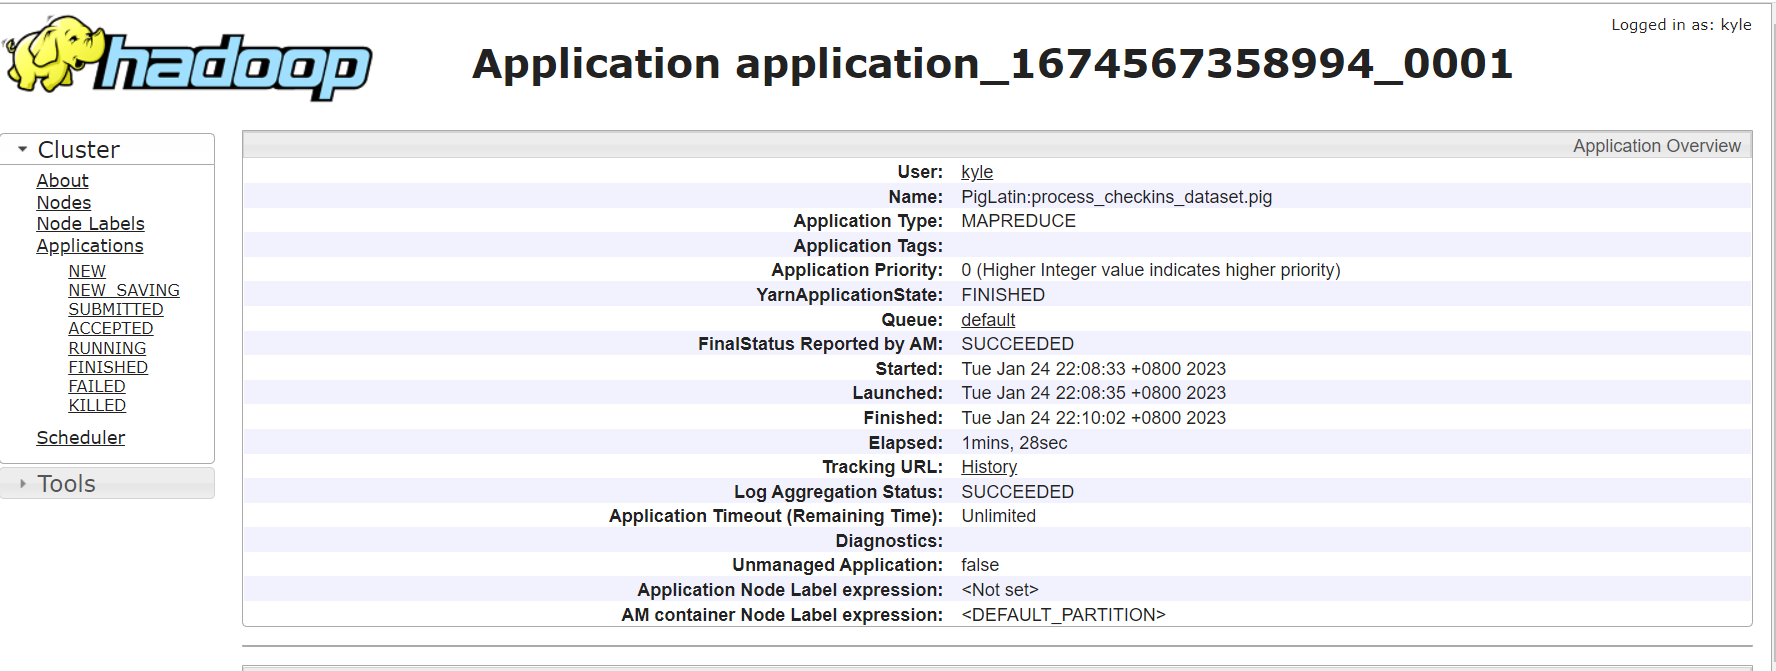 Logged in as: kyle
hadoop
Application application_1674567358994_0001
Cluster
About
Nodes
Node Labels
Applications
NEW
NEW_SAVING
SUBMITTED
ACCEPTED
RUNNING
FINISHED
FAILED
KILLED
Scheduler
Tools
Application Overview
User: kyle
Name: PigLatin:process_checkins_dataset.pig
Application Type: MAPREDUCE
Application Tags:
Application Priority: 0 (Higher Integer value indicates higher priority)
YarnApplicationState: FINISHED
Queue: default
FinalStatus Reported by AM: SUCCEEDED
Started: Tue Jan 24 22:08:33 +0800 2023
Launched: Tue Jan 24 22:08:35 +0800 2023
Finished: Tue Jan 24 22:10:02 +0800 2023
Elapsed: 1mins, 28sec
Tracking URL: History
Log Aggregation Status: SUCCEEDED
Application Timeout (Remaining Time): Unlimited
Diagnostics:
Unmanaged Application: false
Application Node Label expression: <Not set>
AM container Node Label expression: <DEFAULT_PARTITION>